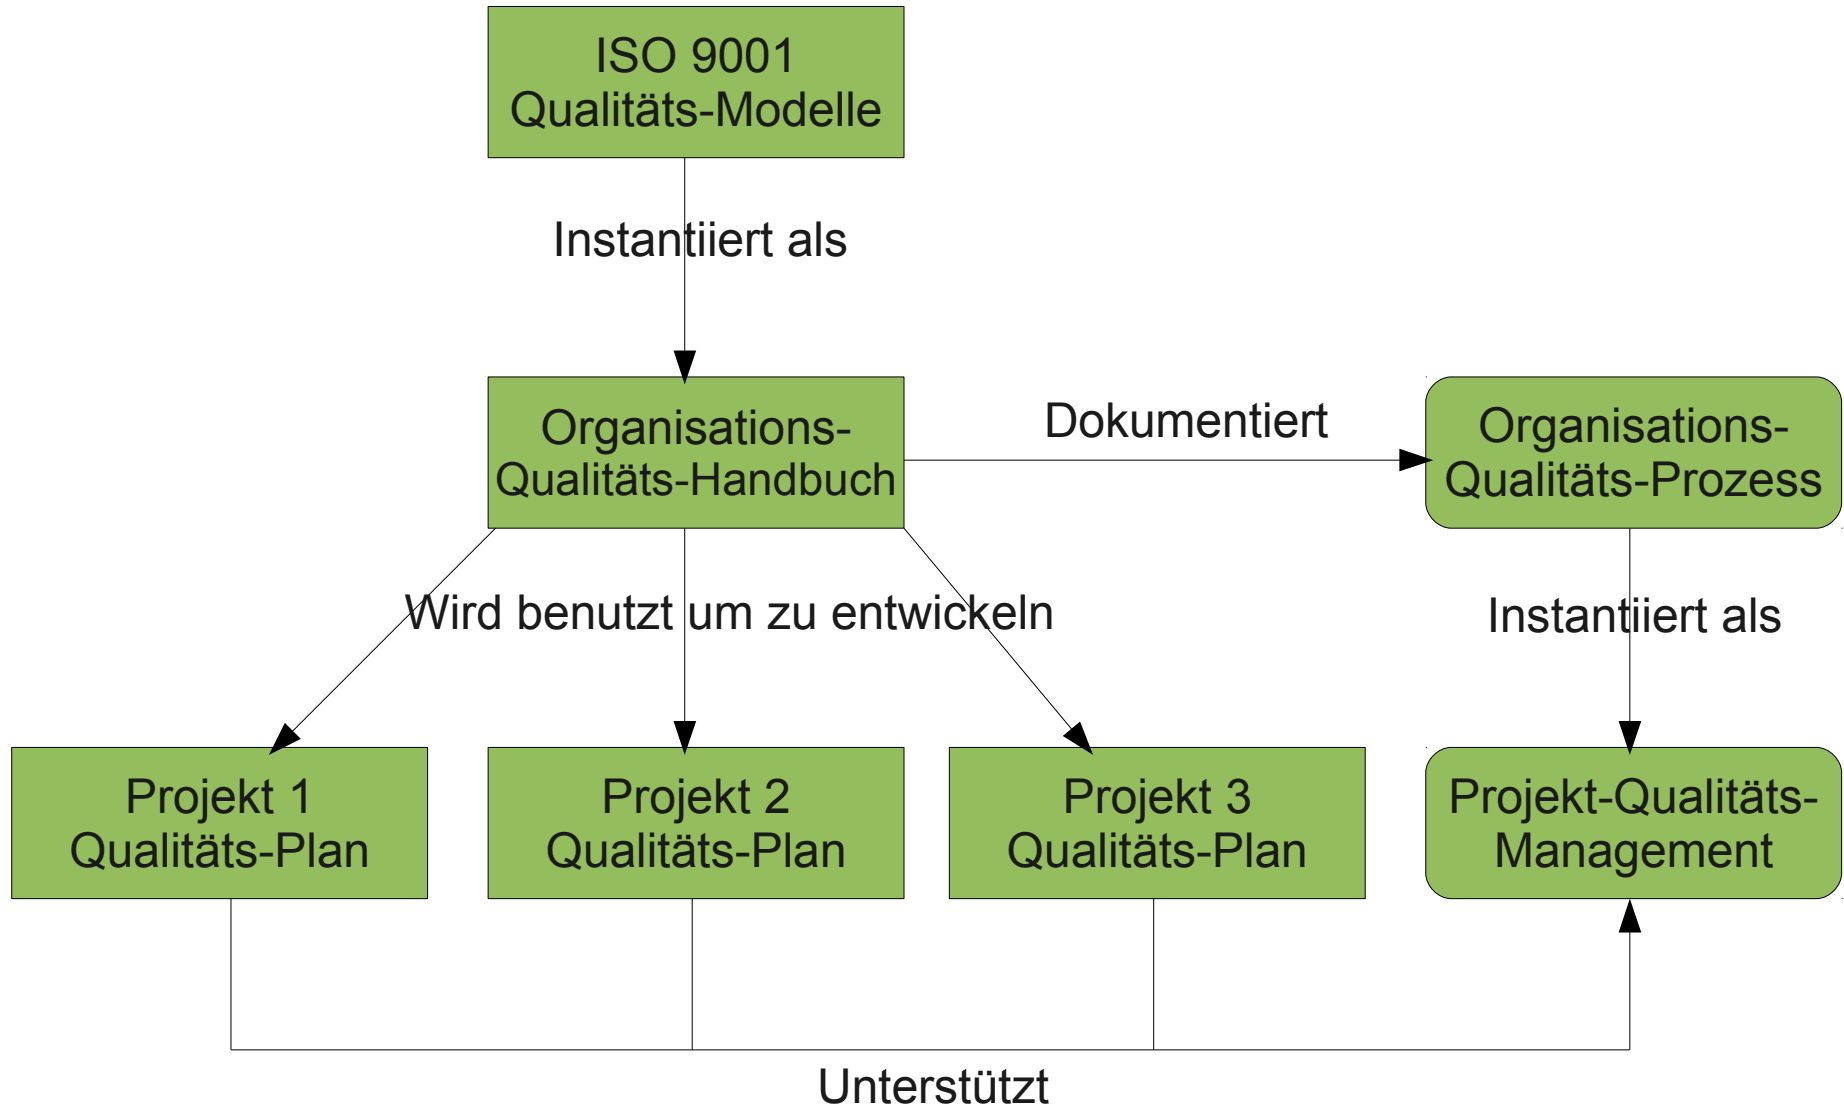 ISO 9001
Qualitäts-Modelle
Instantiiert als
Organisations-
Qualitäts-Handbuch
Dokumentiert
Organisations-
Qualitäts-Prozess
Wird benutzt um zu entwickeln
Instantiiert als
Projekt 1
Qualitäts-Plan
Projekt 2
Qualitäts-Plan
Projekt 3
Qualitäts-Plan
Projekt-Qualitäts-
Management
Unterstützt